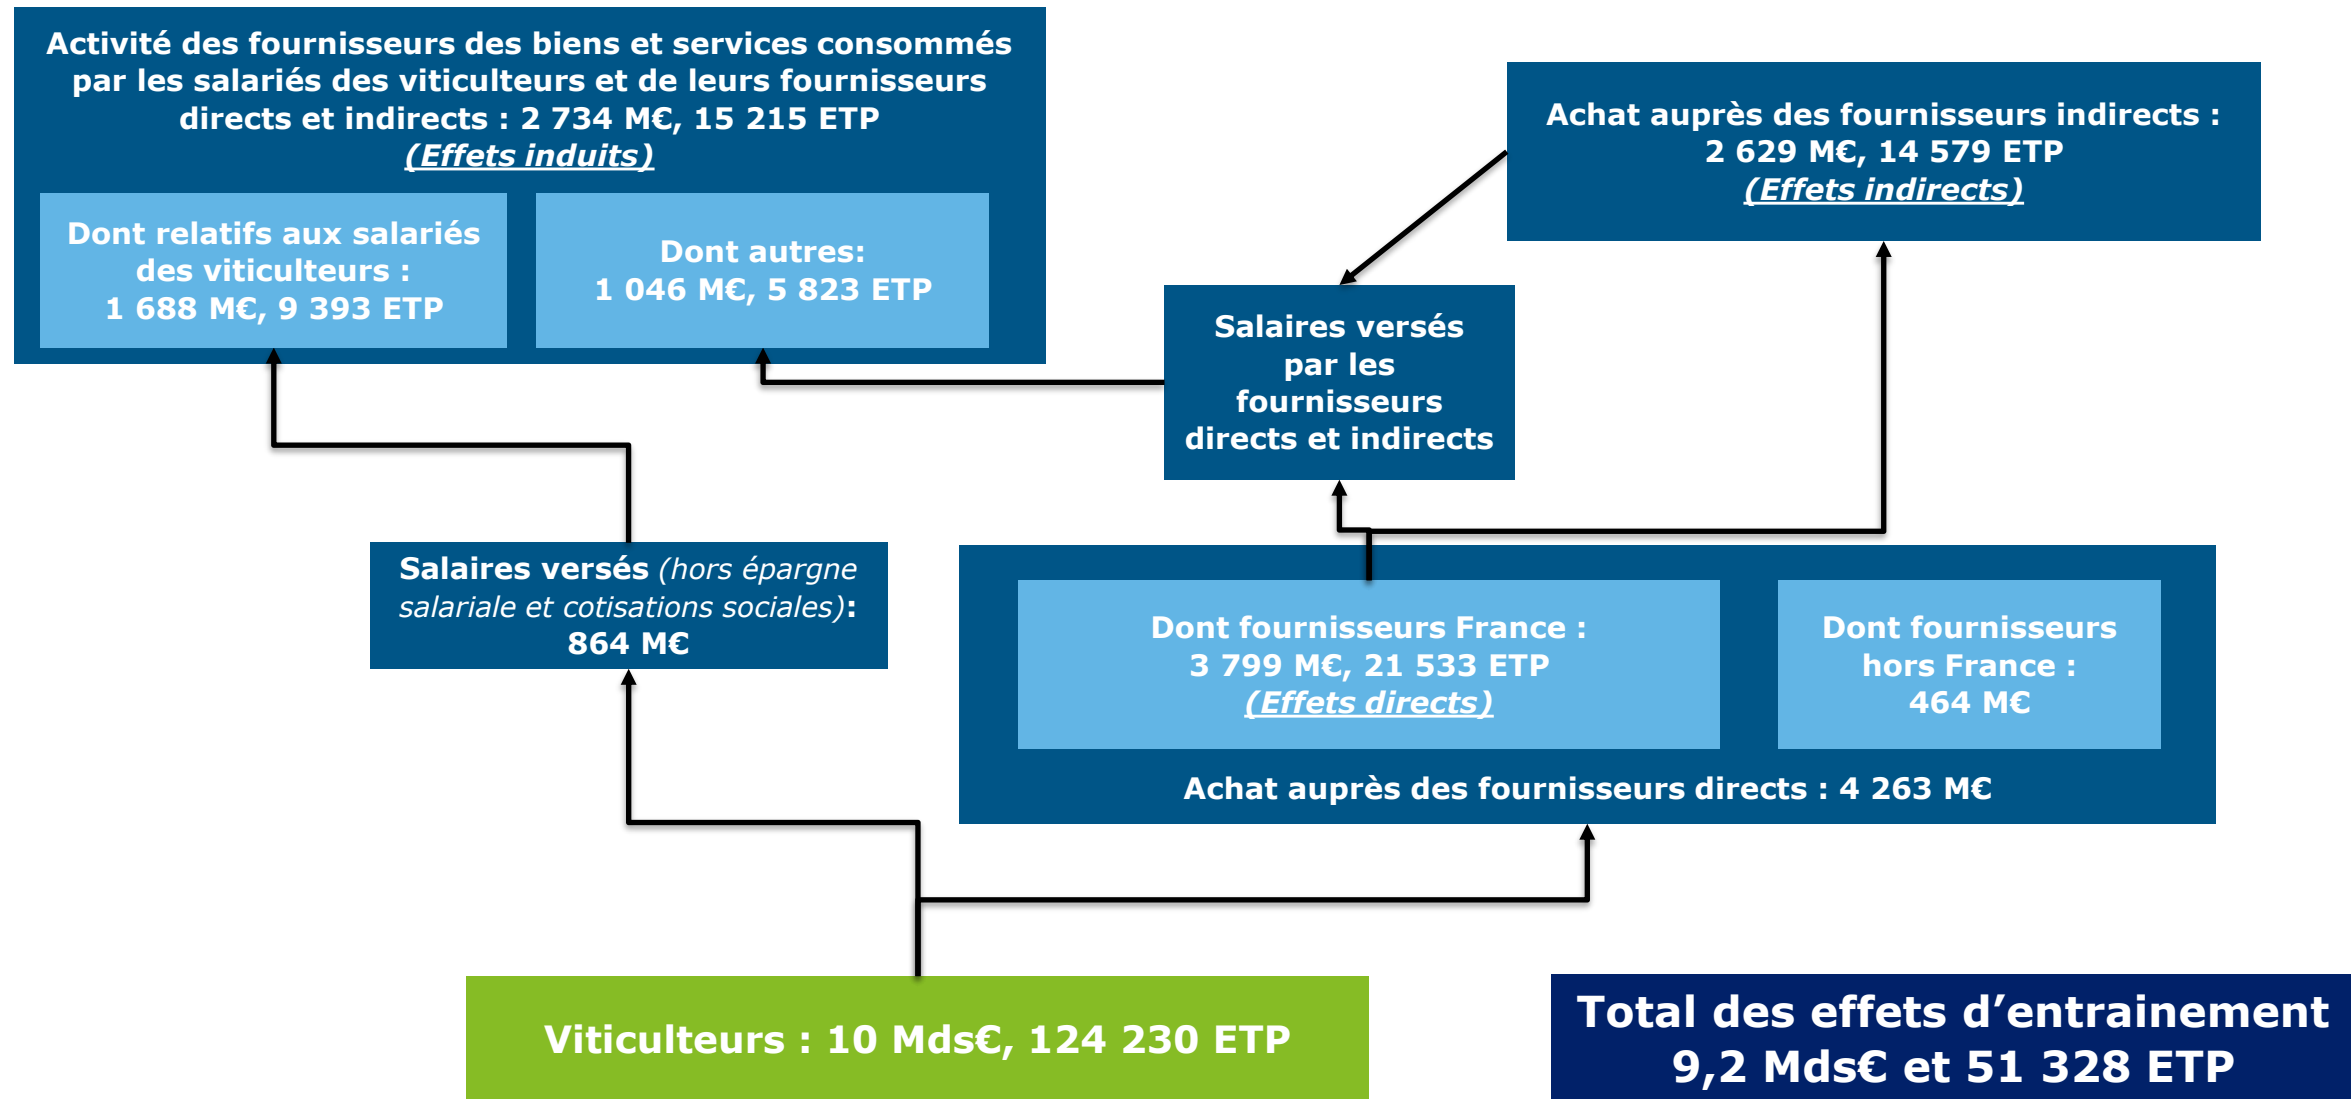 Activité des fournisseurs des biens et services consommés
par les salariés des viticulteurs et de leurs fournisseurs
directs et indirects : 2 734 M€, 15 215 ETP
(Effets induits)
Dont relatifs aux salariés
des viticulteurs :
1 688 M€, 9 393 ETP
Dont autres:
1 046 M€, 5 823 ETP
Achat auprès des fournisseurs indirects :
2 629 M€, 14 579 ETP
(Effets indirects)
Salaires versés
par les
fournisseurs
directs et indirects
Salaires versés (hors épargne
salariale et cotisations sociales):
864 M€
Dont fournisseurs France :
3 799 M€, 21 533 ETP
(Effets directs)
Dont fournisseurs
hors France :
464 M€
Achat auprès des fournisseurs directs : 4 263 M€
Viticulteurs : 10 Mds€, 124 230 ETP
Total des effets d’entrainement
9,2 Mds€ et 51 328 ETP